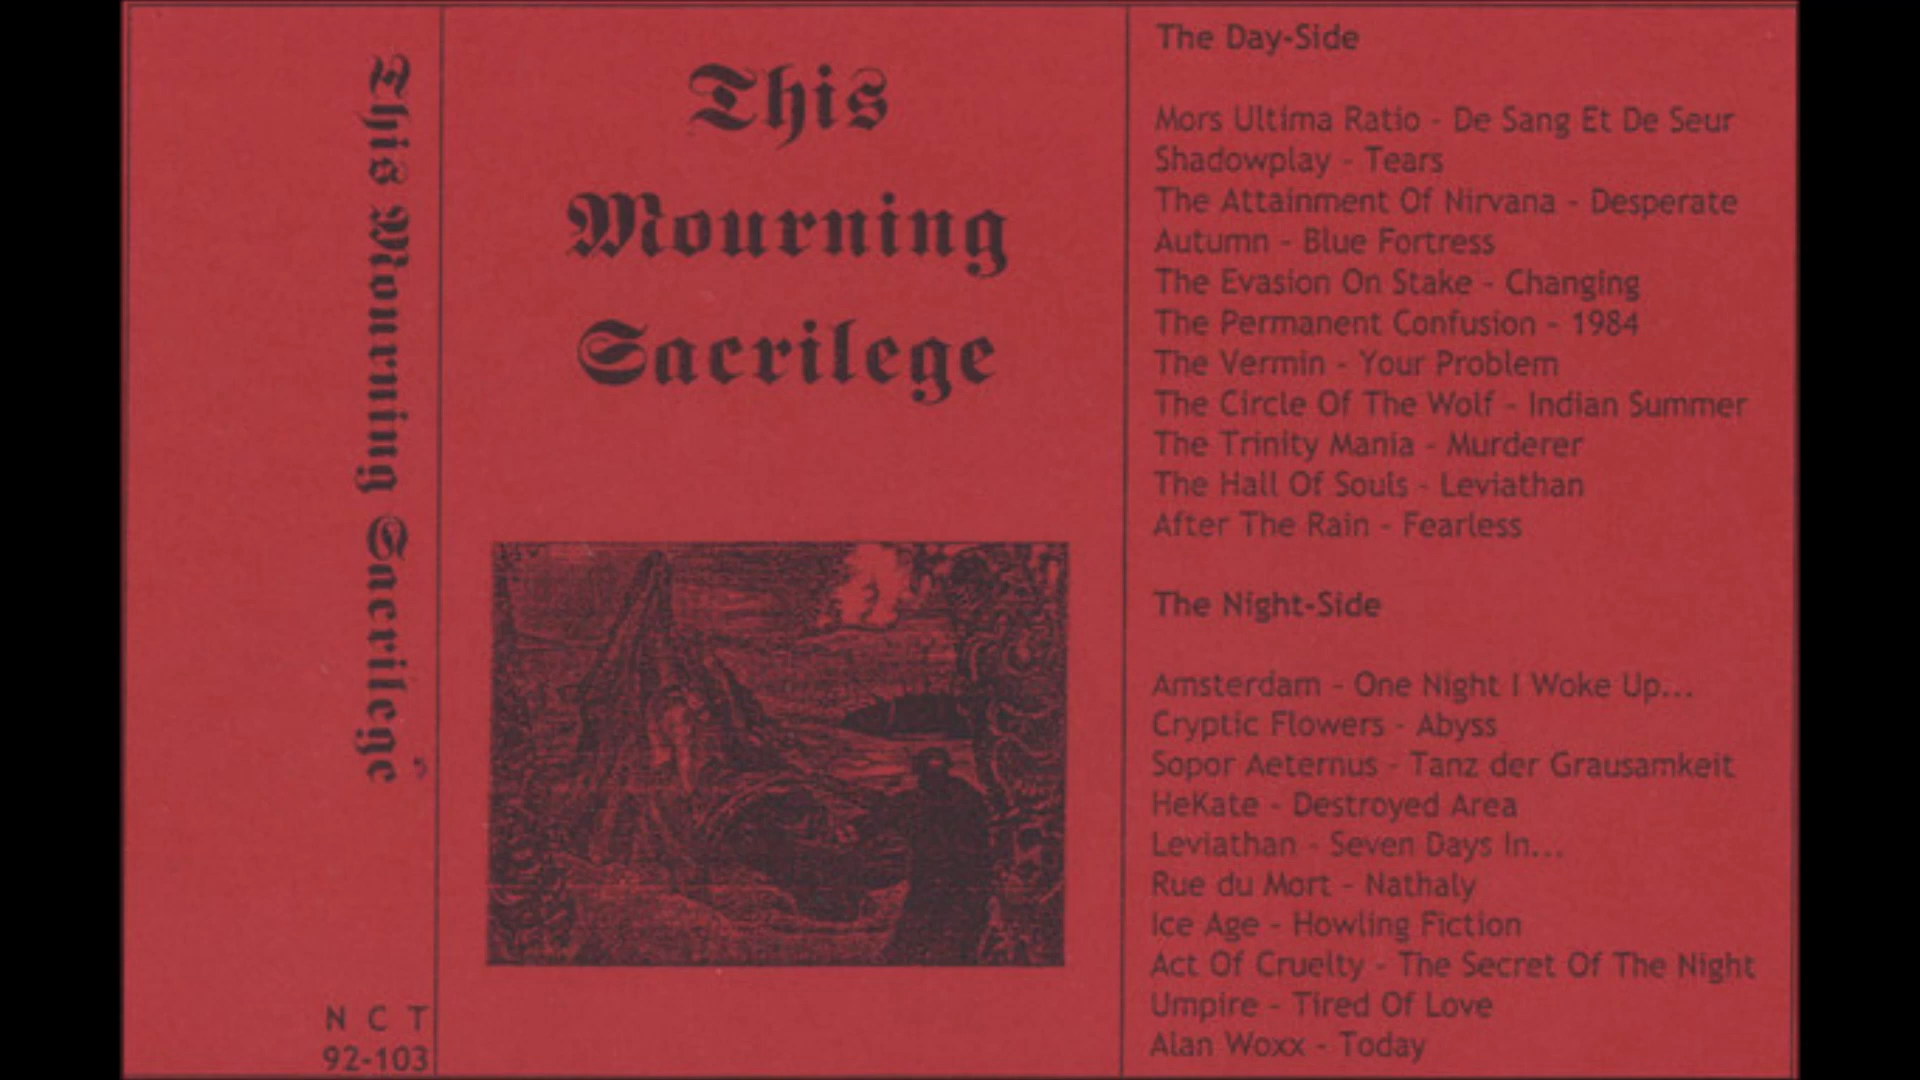 This Mourning Sacrilege
N C T
92-103
This
Mourning
Sacrilege
The Day-Side
Mors Ultima Ratio - De Sang Et De Seur
Shadowplay - Tears
The Attainment Of Nirvana - Desperate
Autumn - Blue Fortress
The Evasion On Stake - Changing
The Permanent Confusion - 1984
The Vermin - Your Problem
The Circle Of The Wolf - Indian Summer
The Trinity Mania - Murderer
The Hall Of Souls - Leviathan
After The Rain - Fearless
The Night-Side
Amsterdam - One Night I Woke Up...
Cryptic Flowers - Abyss
Sopor Aeternus - Tanz der Grausamkeit
HeKate - Destroyed Area
Leviathan - Seven Days In...
Rue du Mort - Nathaly
Ice Age - Howling Fiction
Act Of Cruelty - The Secret Of The Night
Umpire - Tired Of Love
Alan Woxx - Today